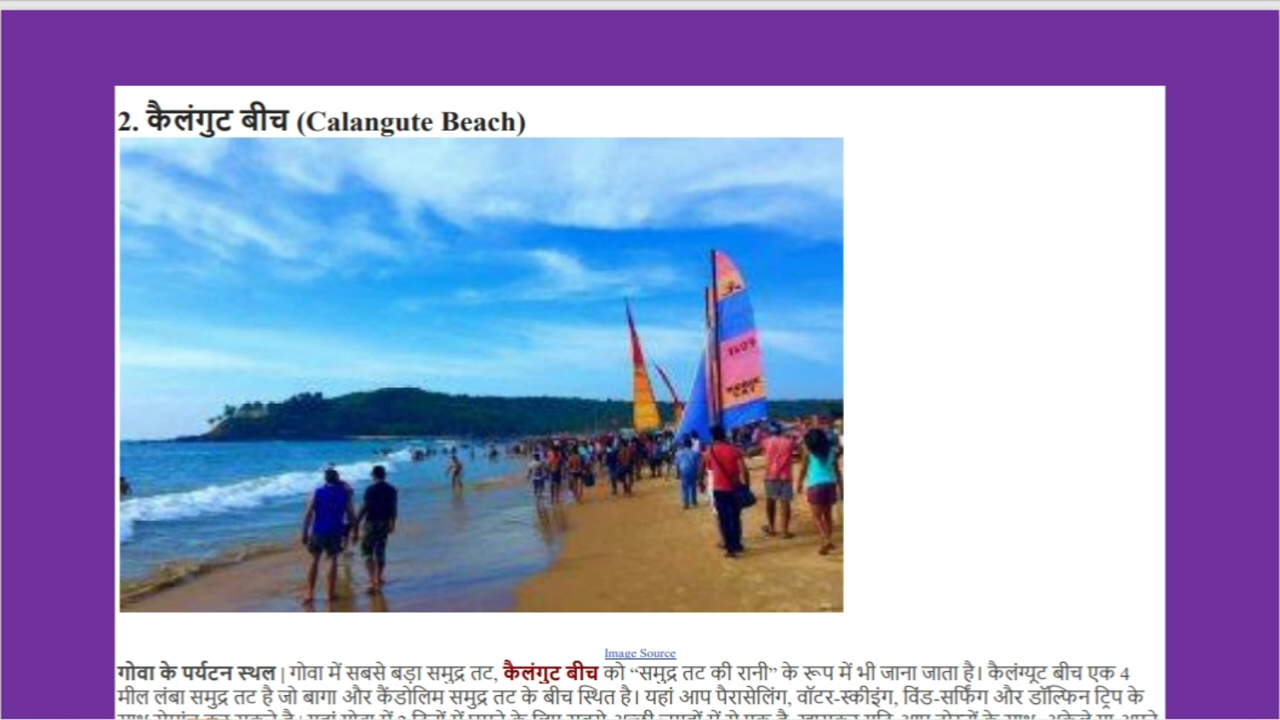 2. कैलंगुट बीच (Calangute Beach)
Image Source
गोवा के पर्यटन स्थल | गोवा में सबसे बड़ा समुद्र तट, कैलंगुट बीच को “समुद्र तट की रानी” के रूप में भी जाना जाता है। कैलंग्यूट बीच एक 4
मील लंबा समुद्र तट है जो बागा और कैंडोलिम समुद्र तट के बीच स्थित है। यहां आप पैरासेलिंग, वॉटर-स्कीइंग, विंड-सर्फिंग और डॉल्फिन ट्रिप के